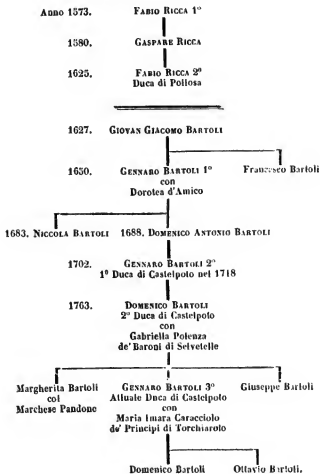 Anno 1573. FABIO RICCA 1°
1580. GASPARE RICCA
1625. FABIO RICCA 2°
Duca di Pollosa
1627. GIOVAN GIACOMO BARTOLI
1650. GENNARO BARTOLI 1° Francesco Bartoli
con
Dorotea d'Amico
1683. NICCOLA BARTOLI 1688. DOMENICO ANTONIO BARTOLI
1702. GENNARO BARTOLI 2°
1° Duca di Castelpoto nel 1718
1763. DOMENICO BARTOLI
2° Duca di Castelpoto
con
Gabriella Polenza
de' Baroni di Selvetelle
Margherita Bartoli GENNARO BARTOLI 3° Giuseppe Bartoli
col Attuale Duca di Castelpoto
Marchese Pandone con
Maria Imara Caracciolo
de' Principi di Torchiarolo
Domenico Bartoli Ottavio Bartoli.